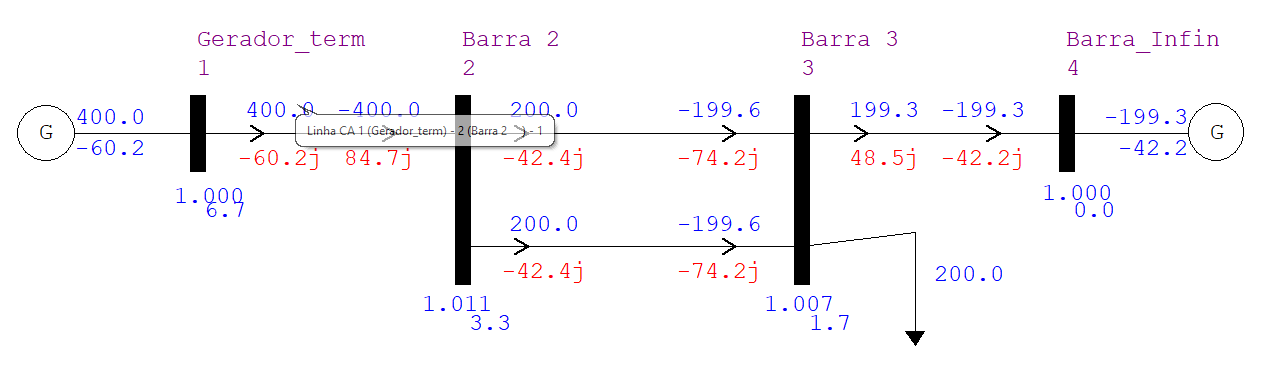 Gerador_term
1
Barra 2
2
Barra 3
3
Barra_Infin
4
G
400.0
-60.2
400.0
-60.2j
-400.0
84.7j
Linha CA 1 (Gerador_term) - 2 (Barra 2 ) - 1
200.0
-42.4j
-199.6
-74.2j
199.3
48.5j
-199.3
-42.2j
-199.3
-42.2
G
1.000
6.7
1.000
0.0
200.0
-42.4j
-199.6
-74.2j
200.0
1.011
3.3
1.007
1.7